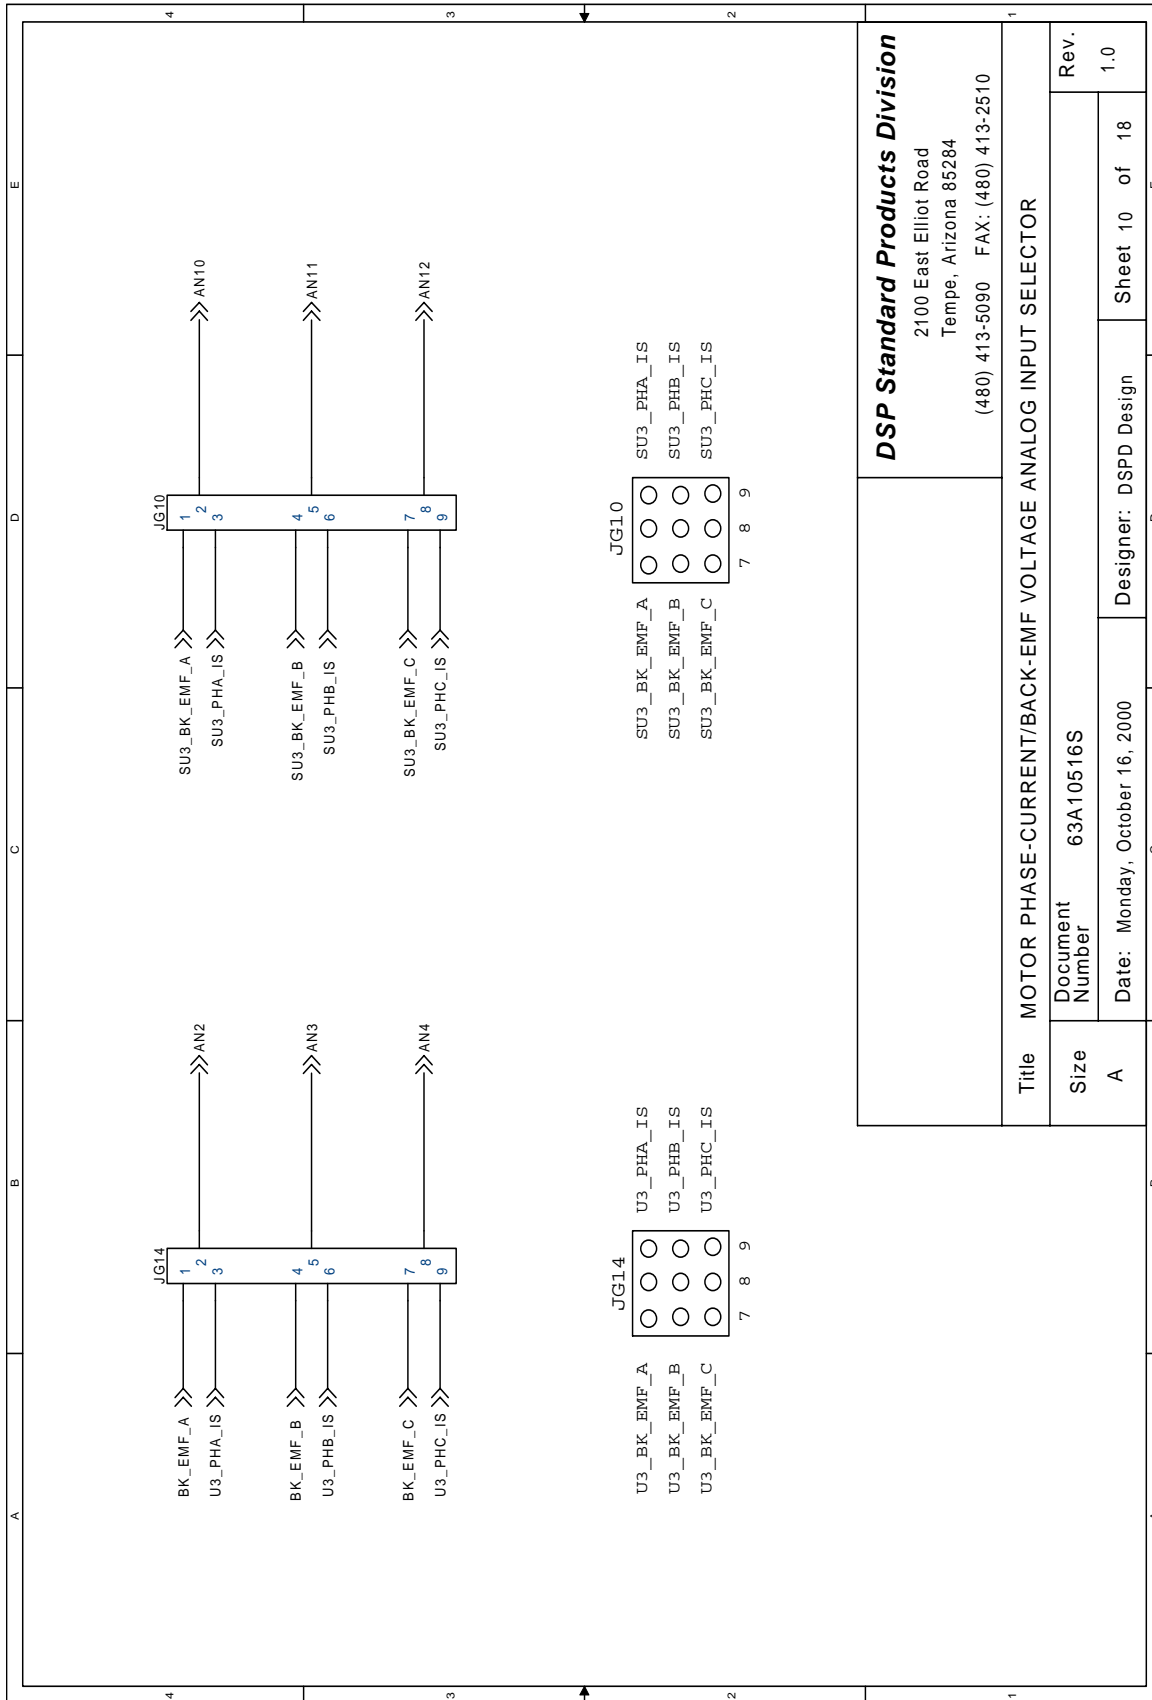 A
B
C
D
E
4
4
JG14
JG10
BK_EMF_A
1
2
AN2
U3_PHA_IS
3
BK_EMF_B
4
5
AN3
U3_PHB_IS
6
BK_EMF_C
7
8
AN4
U3_PHC_IS
9
SU3_BK_EMF_A
1
2
AN10
SU3_PHA_IS
3
SU3_BK_EMF_B
4
5
AN11
SU3_PHB_IS
6
SU3_BK_EMF_C
7
8
AN12
SU3_PHC_IS
9
3
3
JG14
U3_BK_EMF_A
U3_PHA_IS
U3_BK_EMF_B
U3_PHB_IS
U3_BK_EMF_C
U3_PHC_IS
7 8 9
JG10
SU3_BK_EMF_A
SU3_PHA_IS
SU3_BK_EMF_B
SU3_PHB_IS
SU3_BK_EMF_C
SU3_PHC_IS
7 8 9
2
2
DSP Standard Products Division
2100 East Elliot Road
Tempe, Arizona 85284
(480) 413-5090 FAX: (480) 413-2510
1
1
Title MOTOR PHASE-CURRENT/BACK-EMF VOLTAGE ANALOG INPUT SELECTOR
Size
A
Document
Number
63A10516S
Rev.
1.0
Date: Monday, October 16, 2000
Designer: DSPD Design
Sheet 10 of 18